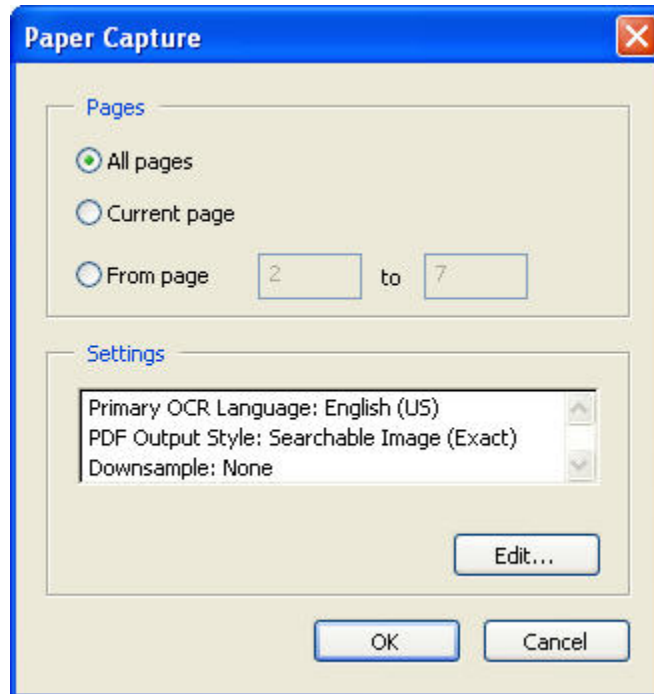 Paper Capture
Pages
All pages
Current page
From page 2 to 7
Settings
Primary OCR Language: English (US)
PDF Output Style: Searchable Image (Exact)
Downsample: None
Edit...
OK Cancel